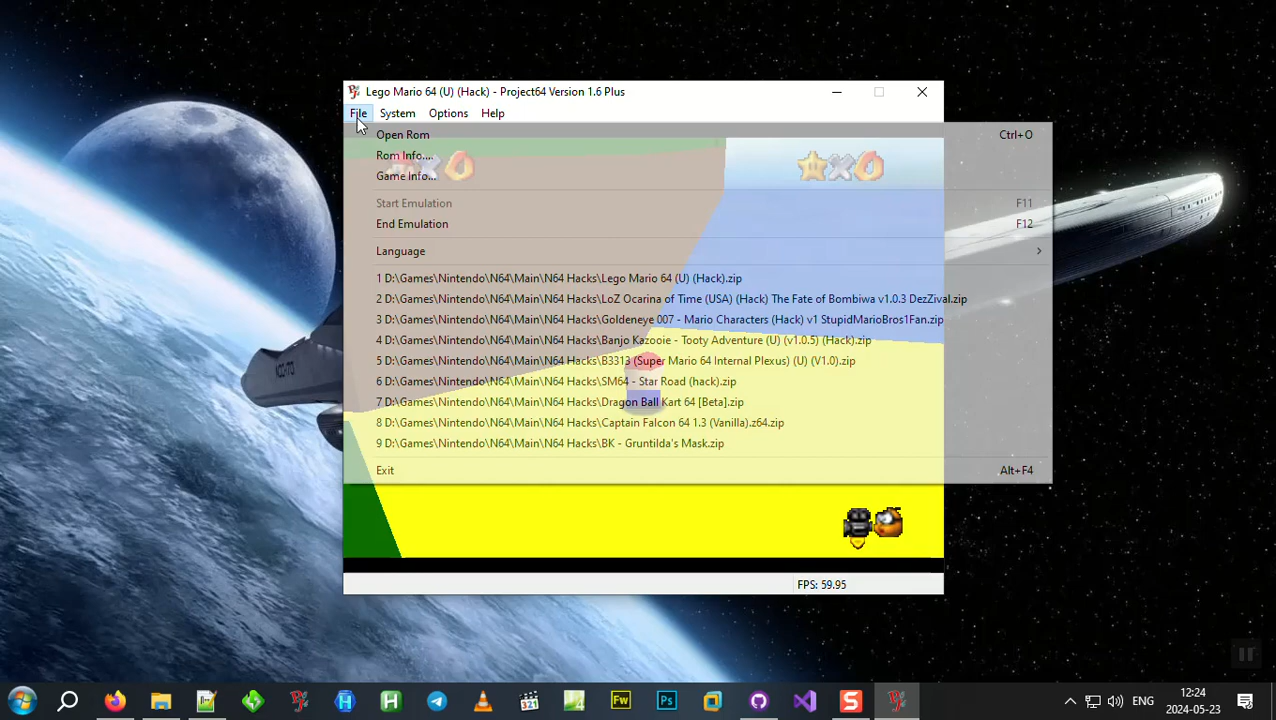 Lego Mario 64 (U) (Hack) - Project64 Version 1.6 Plus
File System Options Help
Open Rom Ctrl+O
Rom Info....
Game Info...
Start Emulation F11
End Emulation F12
Language
1 D:\Games\Nintendo\N64\Main\N64 Hacks\Lego Mario 64 (U) (Hack).zip
2 D:\Games\Nintendo\N64\Main\N64 Hacks\LoZ Ocarina of Time (USA) (Hack) The Fate of Bombiwa v1.0.3 DezZival.zip
3 D:\Games\Nintendo\N64\Main\N64 Hacks\Goldeneye 007 - Mario Characters (Hack) v1 StupidMarioBros1Fan.zip
4 D:\Games\Nintendo\N64\Main\N64 Hacks\Banjo Kazooie - Tooty Adventure (U) (v1.0.5) (Hack).zip
5 D:\Games\Nintendo\N64\Main\N64 Hacks\B3313 (Super Mario 64 Internal Plexus) (U) (V1.0).zip
6 D:\Games\Nintendo\N64\Main\N64 Hacks\SM64 - Star Road (hack).zip
7 D:\Games\Nintendo\N64\Main\N64 Hacks\Dragon Ball Kart 64 [Beta].zip
8 D:\Games\Nintendo\N64\Main\N64 Hacks\Captain Falcon 64 1.3 (Vanilla).z64.zip
9 D:\Games\Nintendo\N64\Main\N64 Hacks\BK - Gruntilda's Mask.zip
Exit Alt+F4
FPS: 59.95
NCC-170
321
Fw
Ps
S
ENG
12:24
2024-05-23